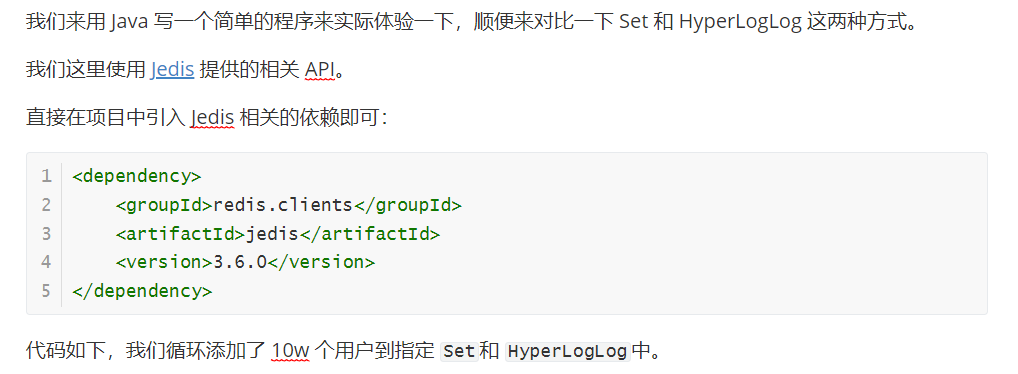 我们来用 Java 写一个简单的程序来实际体验一下，顺便来对比一下 Set 和 HyperLogLog 这两种方式。
我们这里使用 Jedis 提供的相关 API。
直接在项目中引入 Jedis 相关的依赖即可：
1 <dependency>
2     <groupId>redis.clients</groupId>
3     <artifactId>jedis</artifactId>
4     <version>3.6.0</version>
5 </dependency>
代码如下，我们循环添加了 10w 个用户到指定 Set 和 HyperLogLog 中。